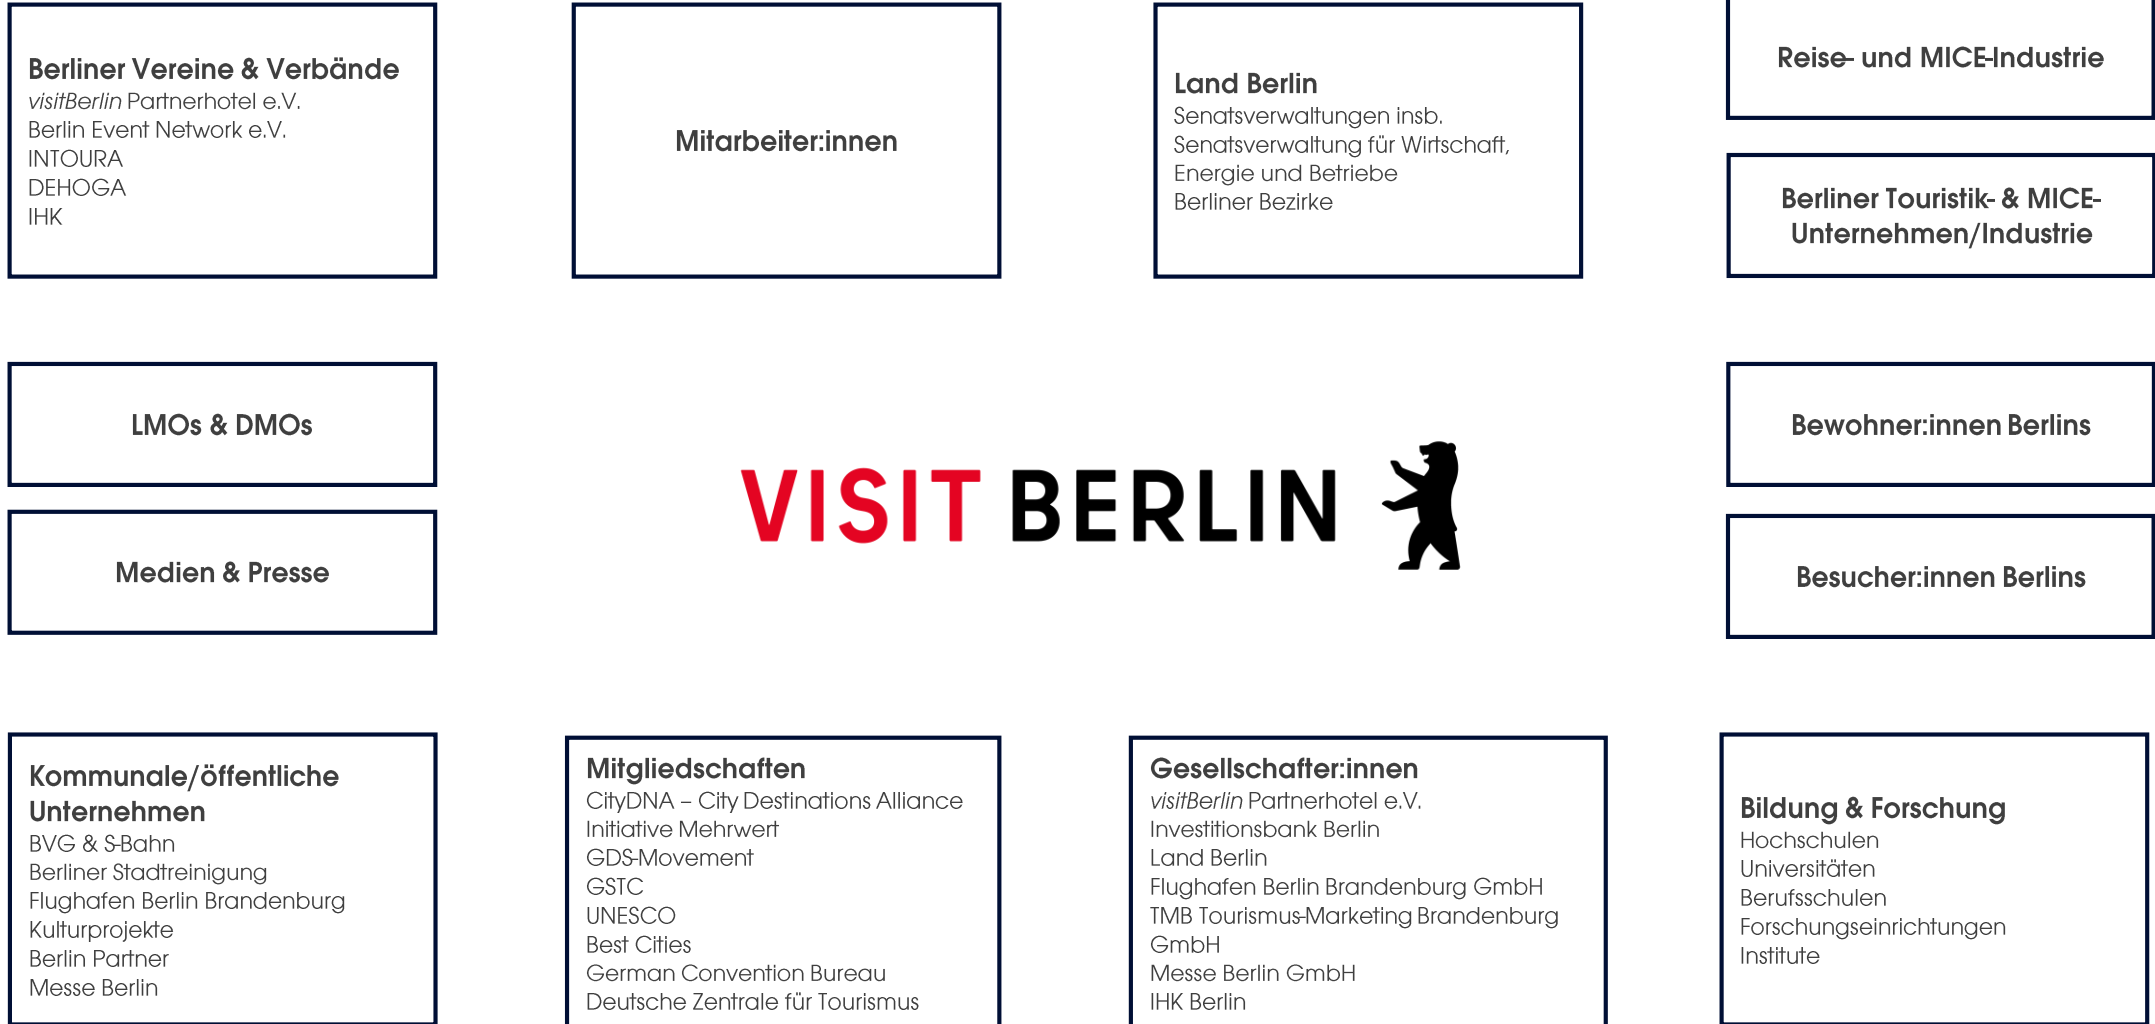 Berliner Vereine & Verbände
visitBerlin Partnerhotel e.V.
Berlin Event Network e.V.
INTOURA
DEHOGA
IHK
Mitarbeiter:innen
Land Berlin
Senatsverwaltungen insb.
Senatsverwaltung für Wirtschaft,
Energie und Betriebe
Berliner Bezirke
Reise- und MICE-Industrie
Berliner Touristik- & MICE-
Unternehmen/Industrie
LMOs & DMOs
Medien & Presse
VISIT BERLIN
Bewohner:innen Berlins
Besucher:innen Berlins
Kommunale/öffentliche
Unternehmen
BVG & S-Bahn
Berliner Stadtreinigung
Flughafen Berlin Brandenburg
Kulturprojekte
Berlin Partner
Messe Berlin
Mitgliedschaften
CityDNA – City Destinations Alliance
Initiative Mehrwert
GDS-Movement
GSTC
UNESCO
Best Cities
German Convention Bureau
Deutsche Zentrale für Tourismus
Gesellschafter:innen
visitBerlin Partnerhotel e.V.
Investitionsbank Berlin
Land Berlin
Flughafen Berlin Brandenburg GmbH
TMB Tourismus-Marketing Brandenburg
GmbH
Messe Berlin GmbH
IHK Berlin
Bildung & Forschung
Hochschulen
Universitäten
Berufsschulen
Forschungseinrichtungen
Institute